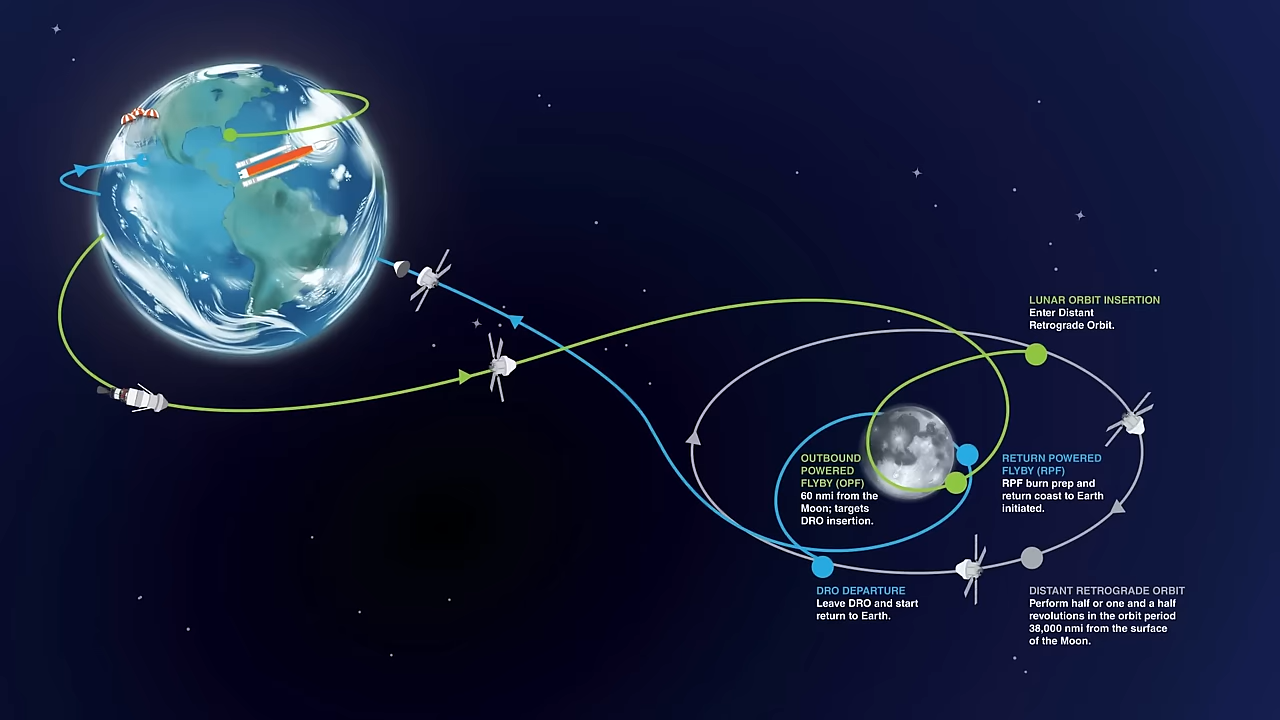 LUNAR ORBIT INSERTION
Enter Distant
Retrograde Orbit.
OUTBOUND
POWERED
FLYBY (OPF)
60 nmi from the
Moon; targets
DRO insertion.
RETURN POWERED
FLYBY (RPF)
RPF burn prep and
return coast to Earth
initiated.
DRO DEPARTURE
Leave DRO and start
return to Earth.
DISTANT RETROGRADE ORBIT
Perform half or one and a half
revolutions in the orbit period
38,000 nmi from the surface
of the Moon.